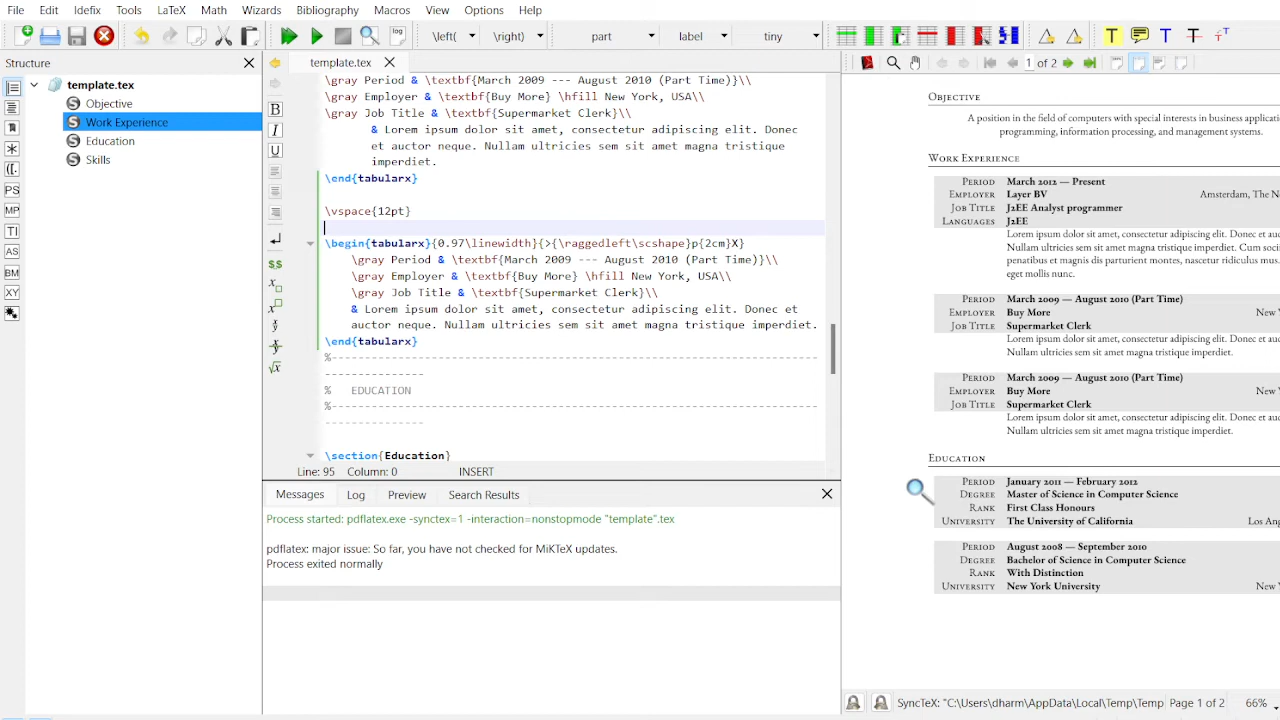 File Edit Idefix Tools LaTeX Math Wizards Bibliography Macros View Options Help
log \left( \right) part label tiny
Structure
template.tex
Objective
Work Experience
Education
Skills
PS
MP
TI
AS
BM
XY
template.tex
B
I
U
\gray Period & \textbf{March 2009 --- August 2010 (Part Time)}\\
\gray Employer & \textbf{Buy More} \hfill New York, USA\\
\gray Job Title & \textbf{Supermarket Clerk}\\
& Lorem ipsum dolor sit amet, consectetur adipiscing elit. Donec
et auctor neque. Nullam ultricies sem sit amet magna tristique
imperdiet.
\end{tabularx}
\vspace{12pt}
\begin{tabularx}{0.97\linewidth}{>{\raggedleft\scshape}p{2cm}X}
\gray Period & \textbf{March 2009 --- August 2010 (Part Time)}\\
\gray Employer & \textbf{Buy More} \hfill New York, USA\\
\gray Job Title & \textbf{Supermarket Clerk}\\
& Lorem ipsum dolor sit amet, consectetur adipiscing elit. Donec et
auctor neque. Nullam ultricies sem sit amet magna tristique imperdiet.
\end{tabularx}
%---------------------------------------------------------------
-------------
% EDUCATION
%---------------------------------------------------------------
-------------
\section{Education}
Line: 95 Column: 0 INSERT
Messages Log Preview Search Results
Process started: pdflatex.exe -synctex=1 -interaction=nonstopmode "template".tex
pdflatex: major issue: So far, you have not checked for MiKTeX updates.
Process exited normally
1 of 2
Objective
A position in the field of computers with special interests in business applicatio
programming, information processing, and management systems.
Work Experience
Period March 2012 — Present
Employer Layer BV Amsterdam, The N
Job Title J2EE Analyst programmer
Languages J2EE
Lorem ipsum dolor sit amet, consectetur adipiscing elit. Donec et au
Nullam ultricies sem sit amet magna tristique imperdiet. Cum soci
penatibus et magnis dis parturient montes, nascetur ridiculus mus.
eget mollis nunc.
Period March 2009 — August 2010 (Part Time)
Employer Buy More New Y
Job Title Supermarket Clerk
Lorem ipsum dolor sit amet, consectetur adipiscing elit. Donec et au
Nullam ultricies sem sit amet magna tristique imperdiet.
Period March 2009 — August 2010 (Part Time)
Employer Buy More New Y
Job Title Supermarket Clerk
Lorem ipsum dolor sit amet, consectetur adipiscing elit. Donec et au
Nullam ultricies sem sit amet magna tristique imperdiet.
Education
Period January 2011 — February 2012
Degree Master of Science in Computer Science
Rank First Class Honours
University The University of California Los Ang
Period August 2008 — September 2010
Degree Bachelor of Science in Computer Science
Rank With Distinction
University New York University New Y
SyncTeX: "C:\Users\dharm\AppData\Local\Temp\Temp Page 1 of 2 66%